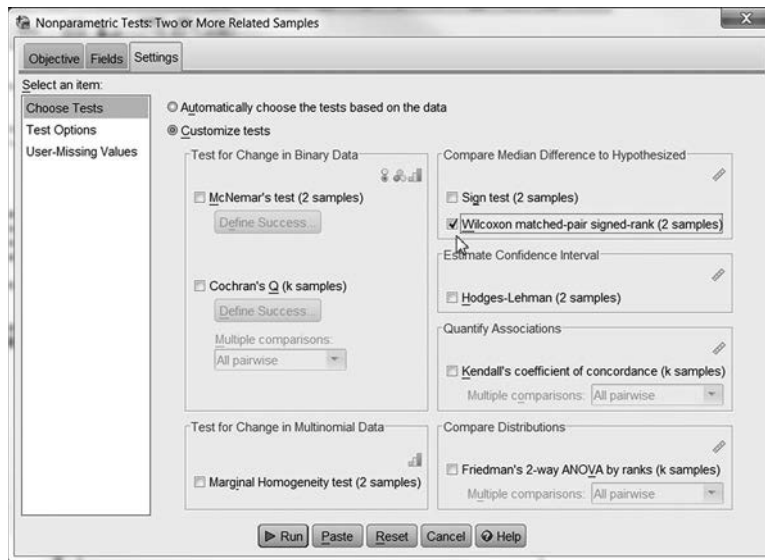 Nonparametric Tests: Two or More Related Samples
X
Objective Fields Settings
Select an item:
Choose Tests
Test Options
User-Missing Values
Automatically choose the tests based on the data
Customize tests
Test for Change in Binary Data
McNemar's test (2 samples)
Define Success...
Cochran's Q (k samples)
Define Success...
Multiple comparisons:
All pairwise
Test for Change in Multinomial Data
Marginal Homogeneity test (2 samples)
Compare Median Difference to Hypothesized
Sign test (2 samples)
Wilcoxon matched-pair signed-rank (2 samples)
Estimate Confidence Interval
Hodges-Lehman (2 samples)
Quantify Associations
Kendall's coefficient of concordance (k samples)
Multiple comparisons: All pairwise
Compare Distributions
Friedman's 2-way ANOVA by ranks (k samples)
Multiple comparisons: All pairwise
Run Paste Reset Cancel Help